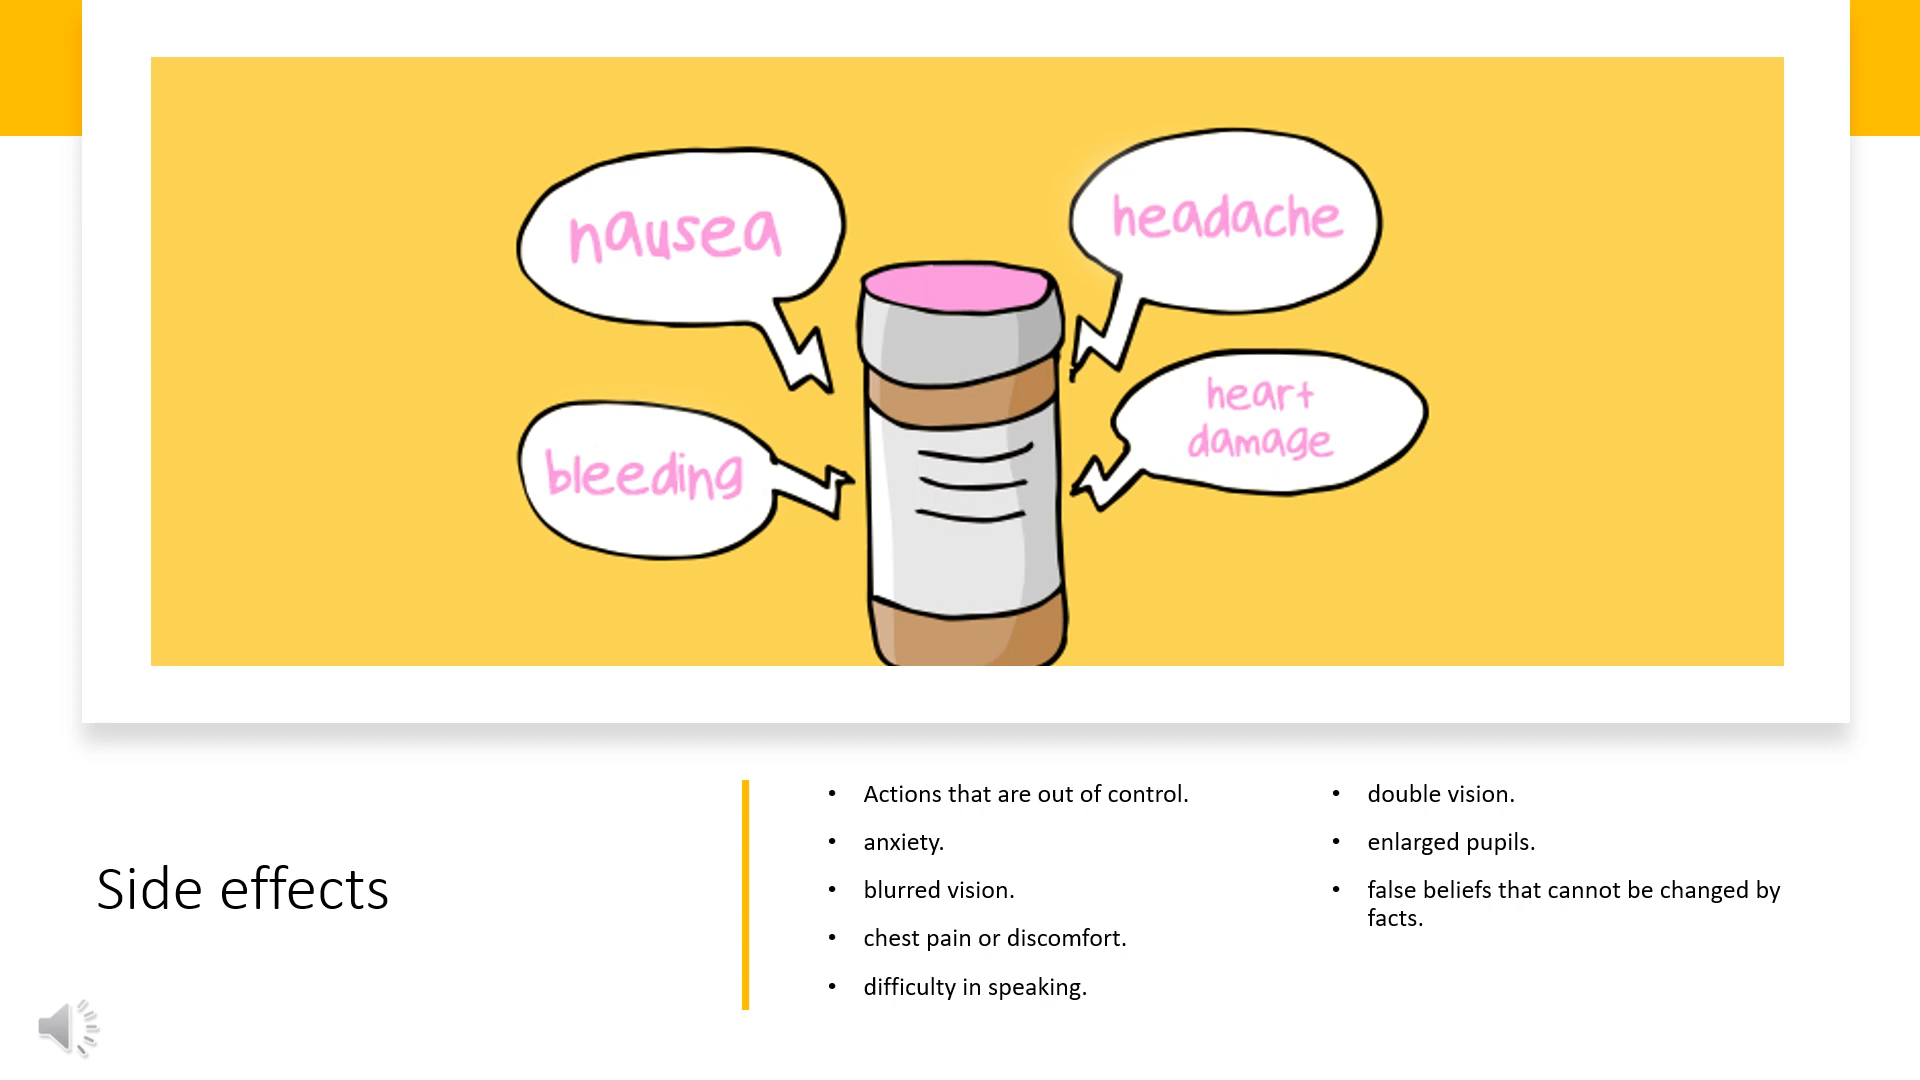 nausea
headache
heart
damage
bleeding
Side effects
• Actions that are out of control.
• anxiety.
• blurred vision.
• chest pain or discomfort.
• difficulty in speaking.
• double vision.
• enlarged pupils.
• false beliefs that cannot be changed by
facts.